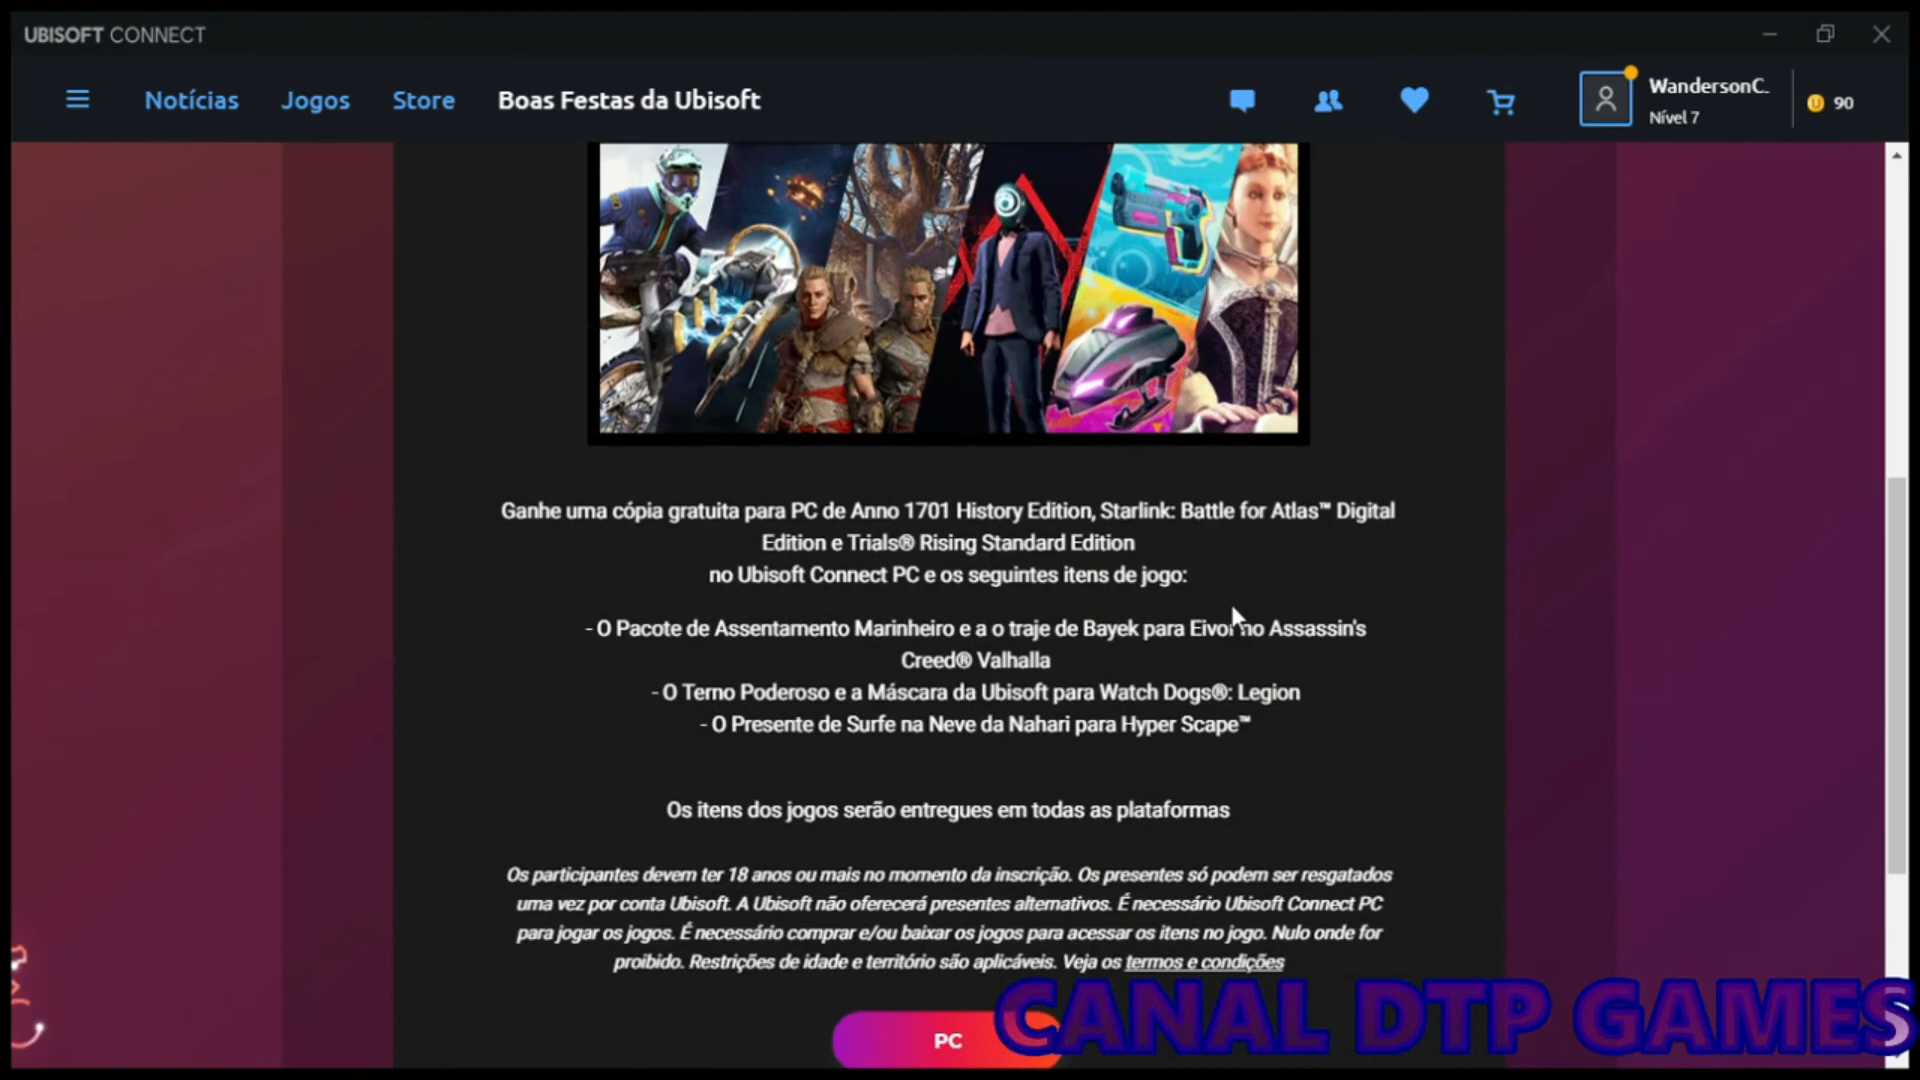 UBISOFT CONNECT
Notícias Jogos Store Boas Festas da Ubisoft
WandersonC.
Nível 7
90
Ganhe uma cópia gratuita para PC de Anno 1701 History Edition, Starlink: Battle for Atlas™ Digital
Edition e Trials® Rising Standard Edition
no Ubisoft Connect PC e os seguintes itens de jogo:
- O Pacote de Assentamento Marinheiro e a o traje de Bayek para Eivor no Assassin's
Creed® Valhalla
- O Terno Poderoso e a Máscara da Ubisoft para Watch Dogs®: Legion
- O Presente de Surfe na Neve da Nahari para Hyper Scape™
Os itens dos jogos serão entregues em todas as plataformas
Os participantes devem ter 18 anos ou mais no momento da inscrição. Os presentes só podem ser resgatados
uma vez por conta Ubisoft. A Ubisoft não oferecerá presentes alternativos. É necessário Ubisoft Connect PC
para jogar os jogos. É necessário comprar e/ou baixar os jogos para acessar os itens no jogo. Nulo onde for
proibido. Restrições de idade e território são aplicáveis. Veja os termos e condições
PC
CANAL DTP GAMES